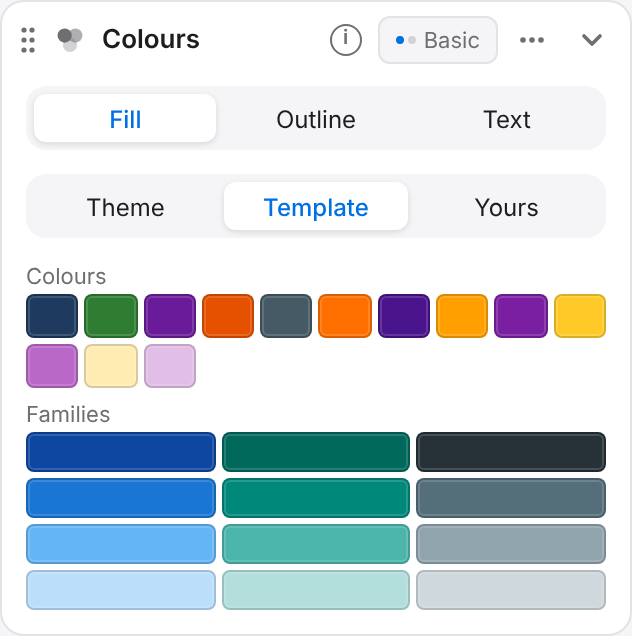 Colours
Basic
Fill Outline Text
Theme Template Yours
Colours
Families